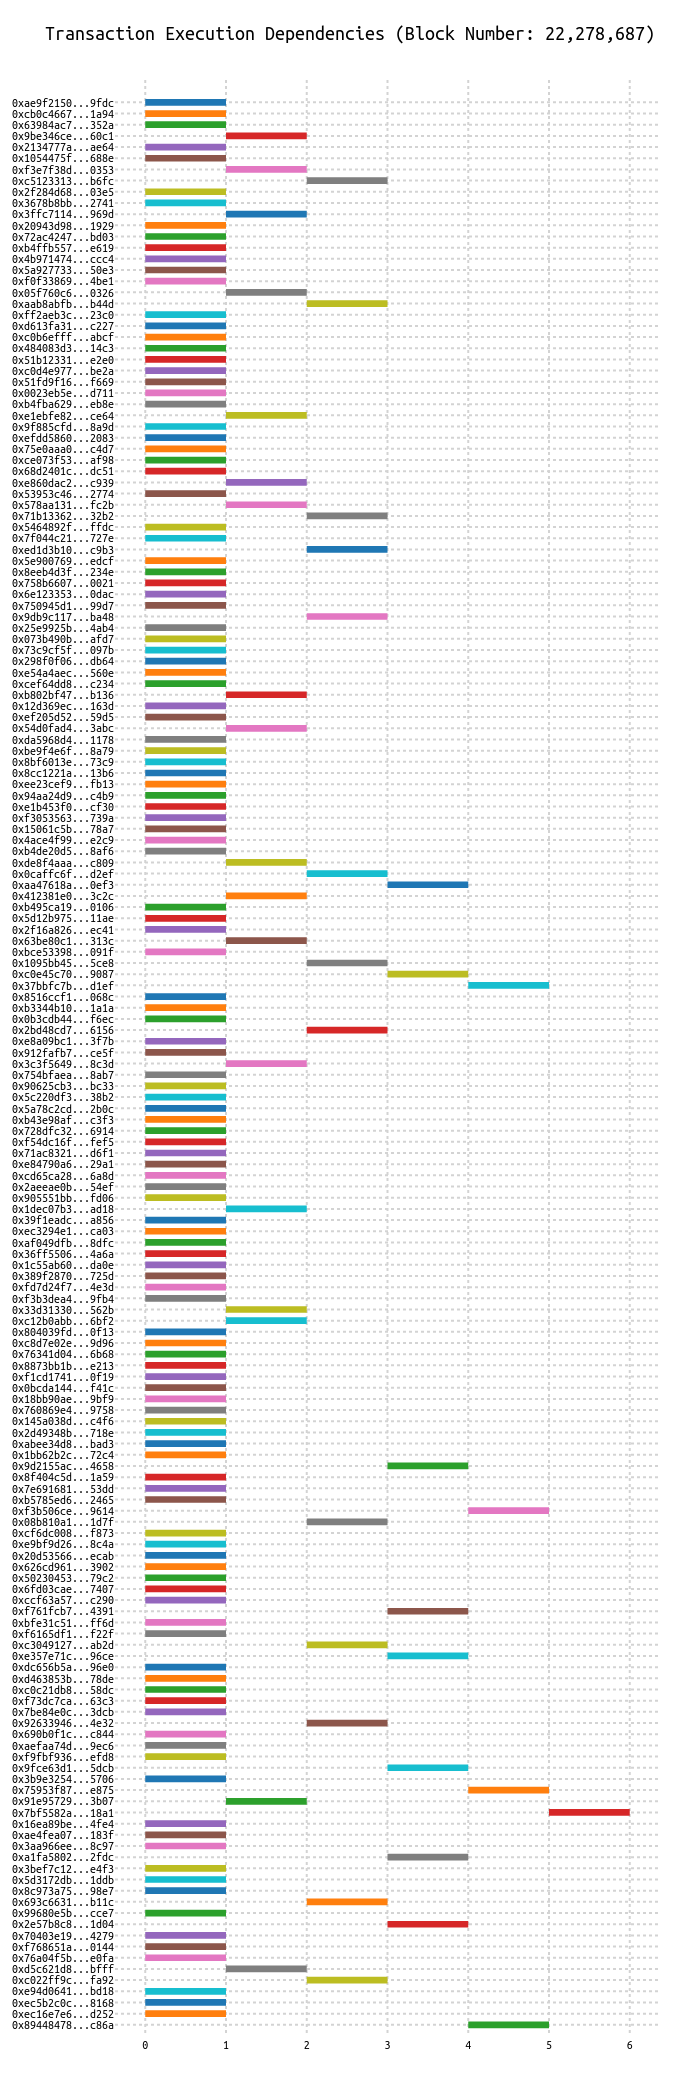 Transaction Execution Dependencies (Block Number: 22,278,687)
0xae9f2150...9fdc
0xcb0c4667...1a94
0x63984ac7...352a
0x9be346ce...60c1
0x2134777a...ae64
0x1054475f...688e
0xf3e7f38d...0353
0xc5123313...b6fc
0x2f284d68...03e5
0x3678b8bb...2741
0x3ffc7114...969d
0x20943d98...1929
0x72ac4247...bd03
0xb4ffb557...e619
0x4b971474...ccc4
0x5a927733...50e3
0xf0f33869...4be1
0x05f760c6...0326
0xaab8abfb...b44d
0xff2aeb3c...23c0
0xd613fa31...c227
0xc0b6efff...abcf
0x484083d3...14c3
0x51b12331...e2e0
0xc0d4e977...be2a
0x51fd9f16...f669
0x0023eb5e...d711
0xb4fba629...eb8e
0xe1ebfe82...ce64
0x9f885cfd...8a9d
0xefdd5860...2083
0x75e0aaa0...c4d7
0xce073f53...af98
0x68d2401c...dc51
0xe860dac2...c939
0x53953c46...2774
0x578aa131...fc2b
0x71b13362...32b2
0x5464892f...ffdc
0x7f044c21...727e
0xed1d3b10...c9b3
0x5e900769...edcf
0x8eeb4d3f...234e
0x758b6607...0021
0x6e123353...0dac
0x750945d1...99d7
0x9db9c117...ba48
0x25e9925b...4ab4
0x073b490b...afd7
0x73c9cf5f...097b
0x298f0f06...db64
0xe54a4aec...560e
0xcef64dd8...c234
0xb802bf47...b136
0x12d369ec...163d
0xef205d52...59d5
0x54d0fad4...3abc
0xda5968d4...1178
0xbe9f4e6f...8a79
0x8bf6013e...73c9
0x8cc1221a...13b6
0xee23cef9...fb13
0x94aa24d9...c4b9
0xe1b453f0...cf30
0xf3053563...739a
0x15061c5b...78a7
0x4ace4f99...e2c9
0xb4de20d5...8af6
0xde8f4aaa...c809
0x0caffc6f...d2ef
0xaa47618a...0ef3
0x412381e0...3c2c
0xb495ca19...0106
0x5d12b975...11ae
0x2f16a826...ec41
0x63be80c1...313c
0xbce53398...091f
0x1095bb45...5ce8
0xc0e45c70...9087
0x37bbfc7b...d1ef
0x8516ccf1...068c
0xb3344b10...1a1a
0x0b3cdb44...f6ec
0x2bd48cd7...6156
0xe8a09bc1...3f7b
0x912fafb7...ce5f
0x3c3f5649...8c3d
0x754bfaea...8ab7
0x90625cb3...bc33
0x5c220df3...38b2
0x5a78c2cd...2b0c
0xb43e98af...c3f3
0x728dfc32...6914
0xf54dc16f...fef5
0x71ac8321...d6f1
0xe84790a6...29a1
0xcd65ca28...6a8d
0x2aeeae0b...54ef
0x905551bb...fd06
0x1dec07b3...ad18
0x39f1eadc...a856
0xec3294e1...ca03
0xaf049dfb...8dfc
0x36ff5506...4a6a
0x1c55ab60...da0e
0x389f2870...725d
0xfd7d24f7...4e3d
0xf3b3dea4...9fb4
0x33d31330...562b
0xc12b0abb...6bf2
0x804039fd...0f13
0xc8d7e02e...9d96
0x76341d04...6b68
0x8873bb1b...e213
0xf1cd1741...0f19
0x0bcda144...f41c
0x18bb90ae...9bf9
0x760869e4...9758
0x145a038d...c4f6
0x2d49348b...718e
0xabee34d8...bad3
0x1bb62b2c...72c4
0x9d2155ac...4658
0x8f404c5d...1a59
0x7e691681...53dd
0xb5785ed6...2465
0xf3b506ce...9614
0x08b810a1...1d7f
0xcf6dc008...f873
0xe9bf9d26...8c4a
0x20d53566...ecab
0x626cd961...3902
0x50230453...79c2
0x6fd03cae...7407
0xccf63a57...c290
0xf761fcb7...4391
0xbfe31c51...ff6d
0xf6165df1...f22f
0xc3049127...ab2d
0xe357e71c...96ce
0xdc656b5a...96e0
0xd463853b...78de
0xc0c21db8...58dc
0xf73dc7ca...63c3
0x7be84e0c...3dcb
0x92633946...4e32
0x690b0f1c...c844
0xaefaa74d...9ec6
0xf9fbf936...efd8
0x9fce63d1...5dcb
0x3b9e3254...5706
0x75953f87...e875
0x91e95729...3b07
0x7bf5582a...18a1
0x16ea89be...4fe4
0xae4fea07...183f
0x3aa966ee...8c97
0xa1fa5802...2fdc
0x3bef7c12...e4f3
0x5d3172db...1ddb
0x8c973a75...98e7
0x693c6631...b11c
0x99680e5b...cce7
0x2e57b8c8...1d04
0x70403e19...4279
0xf768651a...0144
0x76a04f5b...e0fa
0xd5c621d8...bfff
0xc022ff9c...fa92
0xe94d0641...bd18
0xec5b2c0c...8168
0xec16e7e6...d252
0x89448478...c86a
0 1 2 3 4 5 6